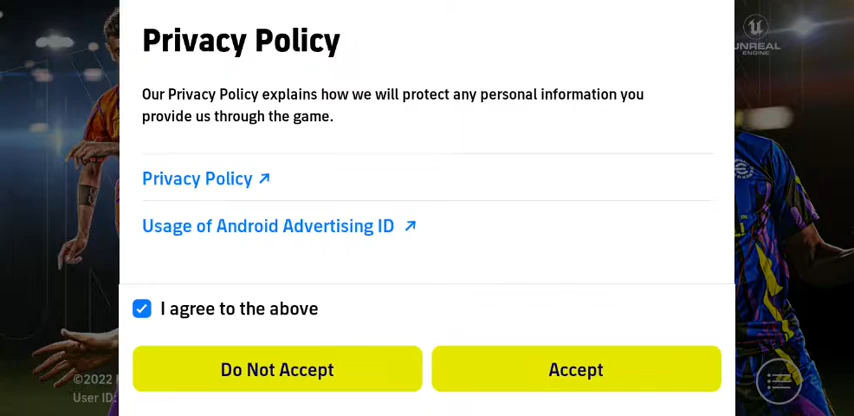 Privacy Policy
UNREAL
ENGINE
Our Privacy Policy explains how we will protect any personal information you
provide us through the game.
Privacy Policy
Usage of Android Advertising ID
I agree to the above
Do Not Accept
Accept
©2022
User ID: